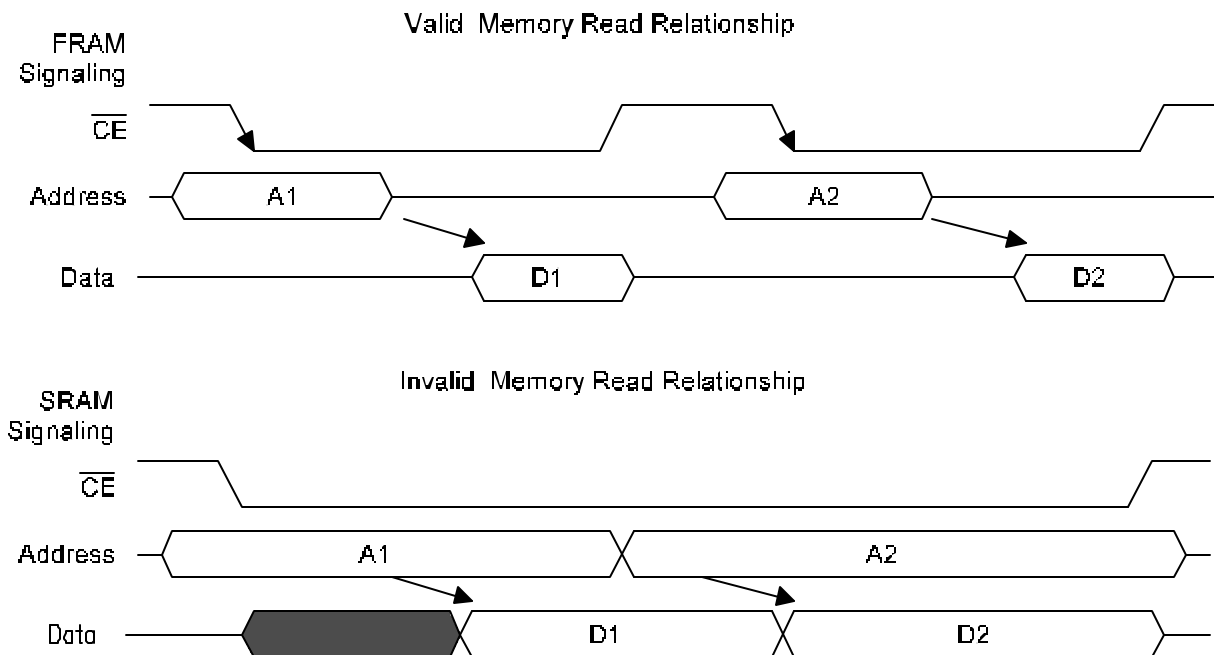 Valid Memory Read Relationship
FRAM
Signaling
CE
Address
A1
A2
Data
D1
D2
Invalid Memory Read Relationship
SRAM
Signaling
CE
Address
A1
A2
Data
D1
D2